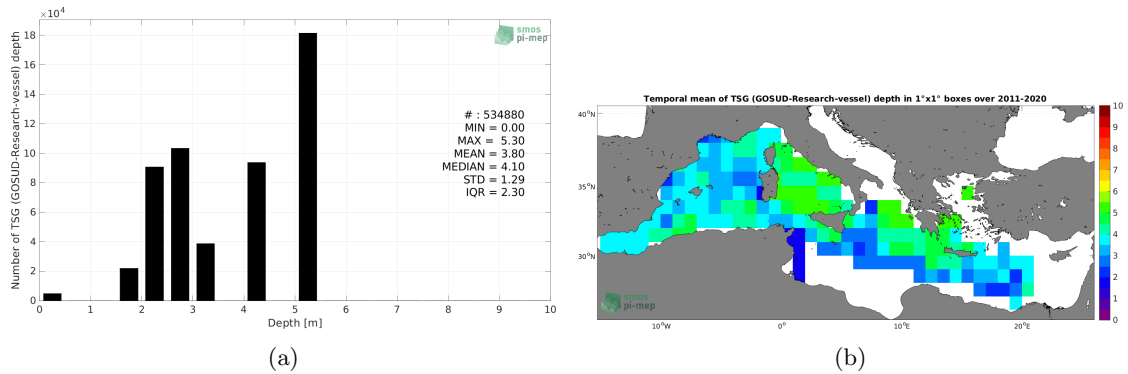 ×10⁴
18
16
14
12
10
8
6
4
2
0
Number of TSG (GOSUD-Research-vessel) depth
smos
pi-mep
# : 534880
MIN = 0.00
MAX = 5.30
MEAN = 3.80
MEDIAN = 4.10
STD = 1.29
IQR = 2.30
0 1 2 3 4 5 6 7 8 9 10
Depth [m]
(a)
Temporal mean of TSG (GOSUD-Research-vessel) depth in 1°x1° boxes over 2011-2020
40°N
35°N
30°N
10°W 0° 10°E 20°E
smos
pi-mep
10
9
8
7
6
5
4
3
2
1
0
(b)